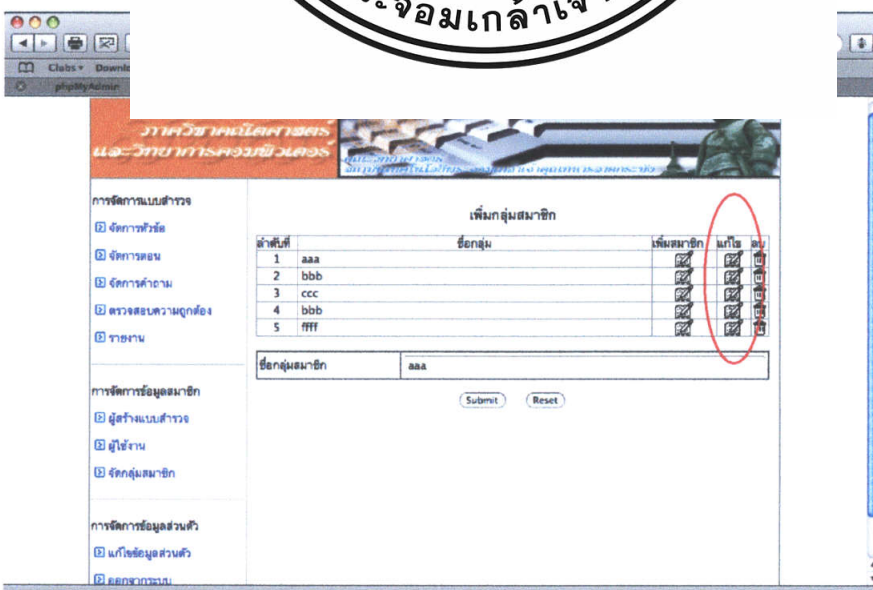 ระจอมเกล้าเจ้า
Clubs
phpMyAdmin
ภาควิชาคณิตศาสตร์
และวิทยาการคอมพิวเตอร์
การจัดการแบบสำรวจ
จัดการหัวข้อ
จัดการตอน
จัดการคำถาม
ตรวจสอบความถูกต้อง
รายงาน
การจัดการข้อมูลสมาชิก
ผู้สร้างแบบสำรวจ
ผู้ใช้งาน
จัดกลุ่มสมาชิก
การจัดการข้อมูลส่วนตัว
แก้ไขข้อมูลส่วนตัว
ออกจากระบบ
เพิ่มกลุ่มสมาชิก
ลำดับที่ ชื่อกลุ่ม เพิ่มสมาชิก แก้ไข ลบ
1 aaa
2 bbb
3 ccc
4 bbb
5 ffff
ชื่อกลุ่มสมาชิก aaa
Submit Reset